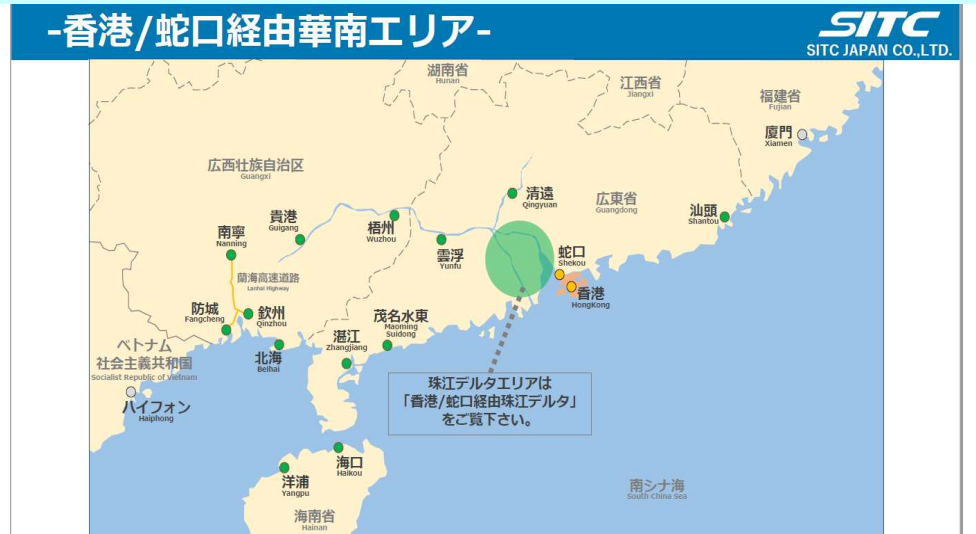 -香港/蛇口経由華南エリア-
SITC
SITC JAPAN CO.,LTD.
湖南省
Hunan
江西省
Jiangxi
福建省
Fujian
廈門
Xiamen
広西壮族自治区
Guangxi
清遠
Qingyuan
広東省
Guangdong
汕頭
Shantou
貴港
Guigang
梧州
Wuzhou
南寧
Nanning
雲浮
Yunfu
蛇口
Shekou
蘭海高速道路
Lanhai Highway
香港
HongKong
防城
Fangcheng
欽州
Qinzhou
茂名水東
Maoming
Suidong
湛江
Zhangjiang
北海
Beihai
ベトナム
社会主義共和国
Socialist Republic of Vietnam
ハイフォン
Haiphong
珠江デルタエリアは
「香港/蛇口経由珠江デルタ」
をご覧下さい。
海口
Haikou
洋浦
Yangpu
南シナ海
South China Sea
海南省
Hainan